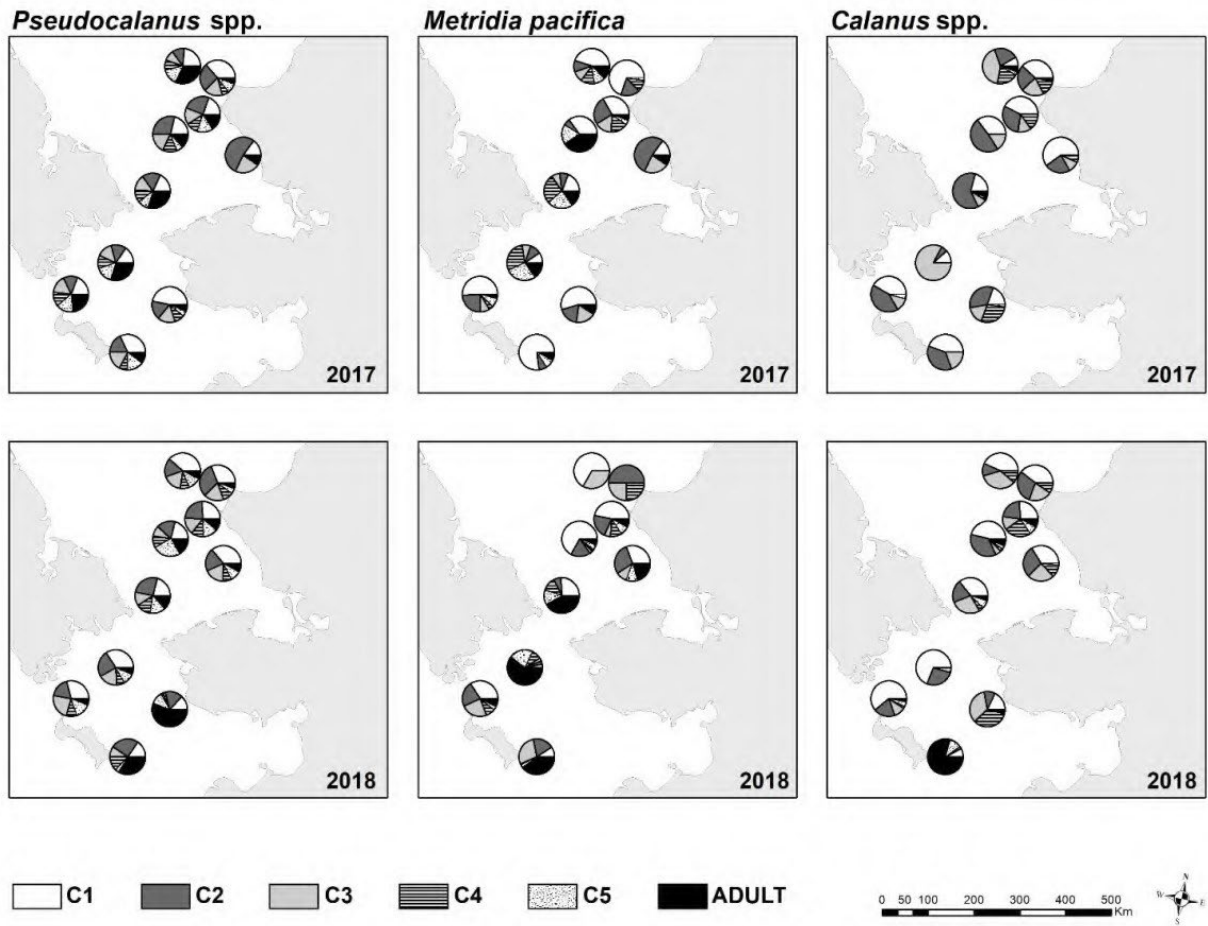 Pseudocalanus spp.
Metridia pacifica
Calanus spp.
2017
2017
2017
2018
2018
2018
C1
C2
C3
C4
C5
ADULT
0 50 100 200 300 400 500
Km
N
W
E
S